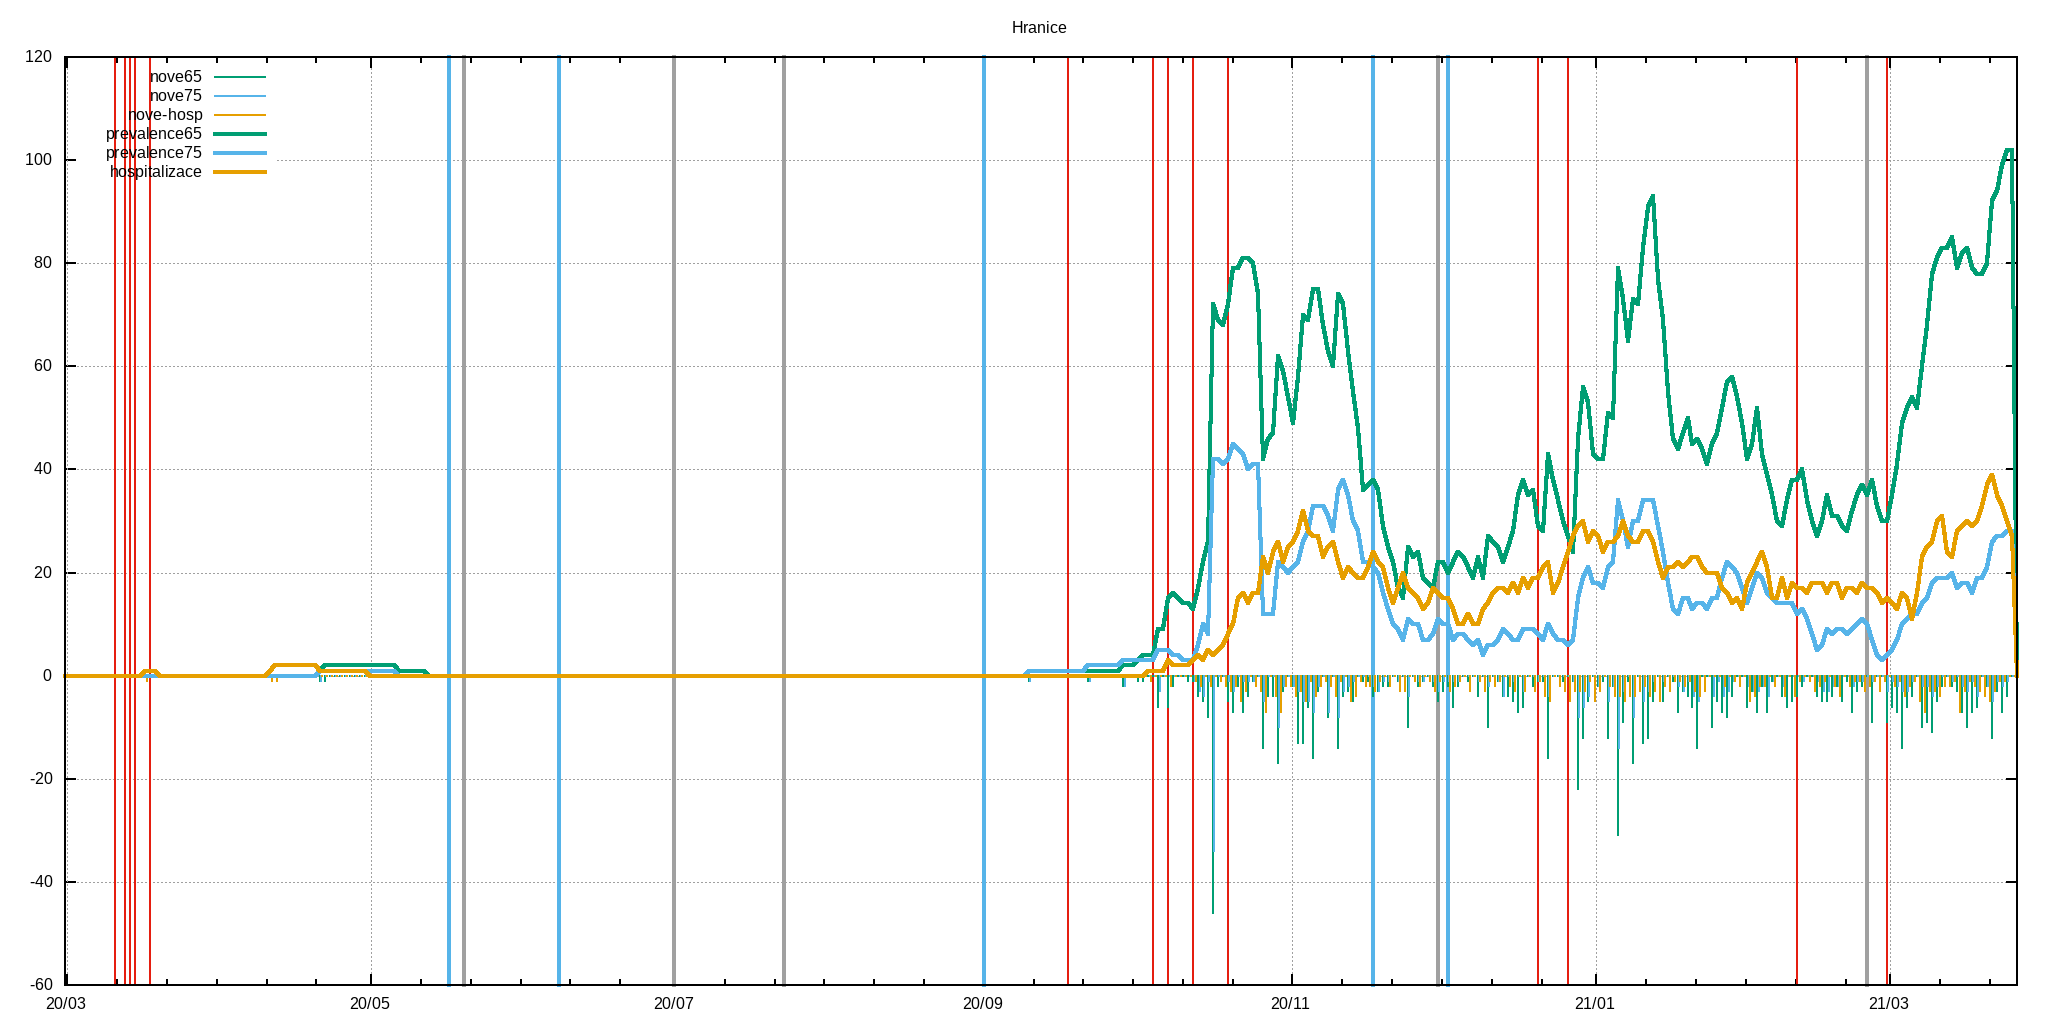 Hranice
120
100
80
60
40
20
0
-20
-40
-60
nove65
nove75
nove-hosp
prevalence65
prevalence75
hospitalizace
20/03 20/05 20/07 20/09 20/11 21/01 21/03